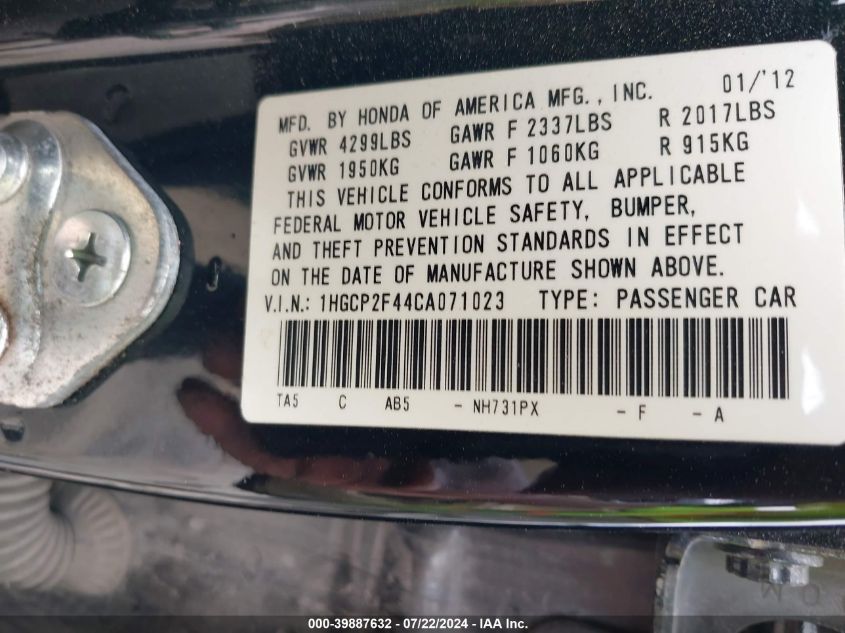 MFD. BY HONDA OF AMERICA MFG., INC. 01/'12
GVWR 4299LBS GAWR F 2337LBS R 2017LBS
GVWR 1950KG GAWR F 1060KG R 915KG
THIS VEHICLE CONFORMS TO ALL APPLICABLE
FEDERAL MOTOR VEHICLE SAFETY, BUMPER,
AND THEFT PREVENTION STANDARDS IN EFFECT
ON THE DATE OF MANUFACTURE SHOWN ABOVE.
V.I.N.: 1HGCP2F44CA071023 TYPE: PASSENGER CAR
TA5 C AB5 - NH731PX - F - A
000-39887632 - 07/22/2024 - IAA Inc.